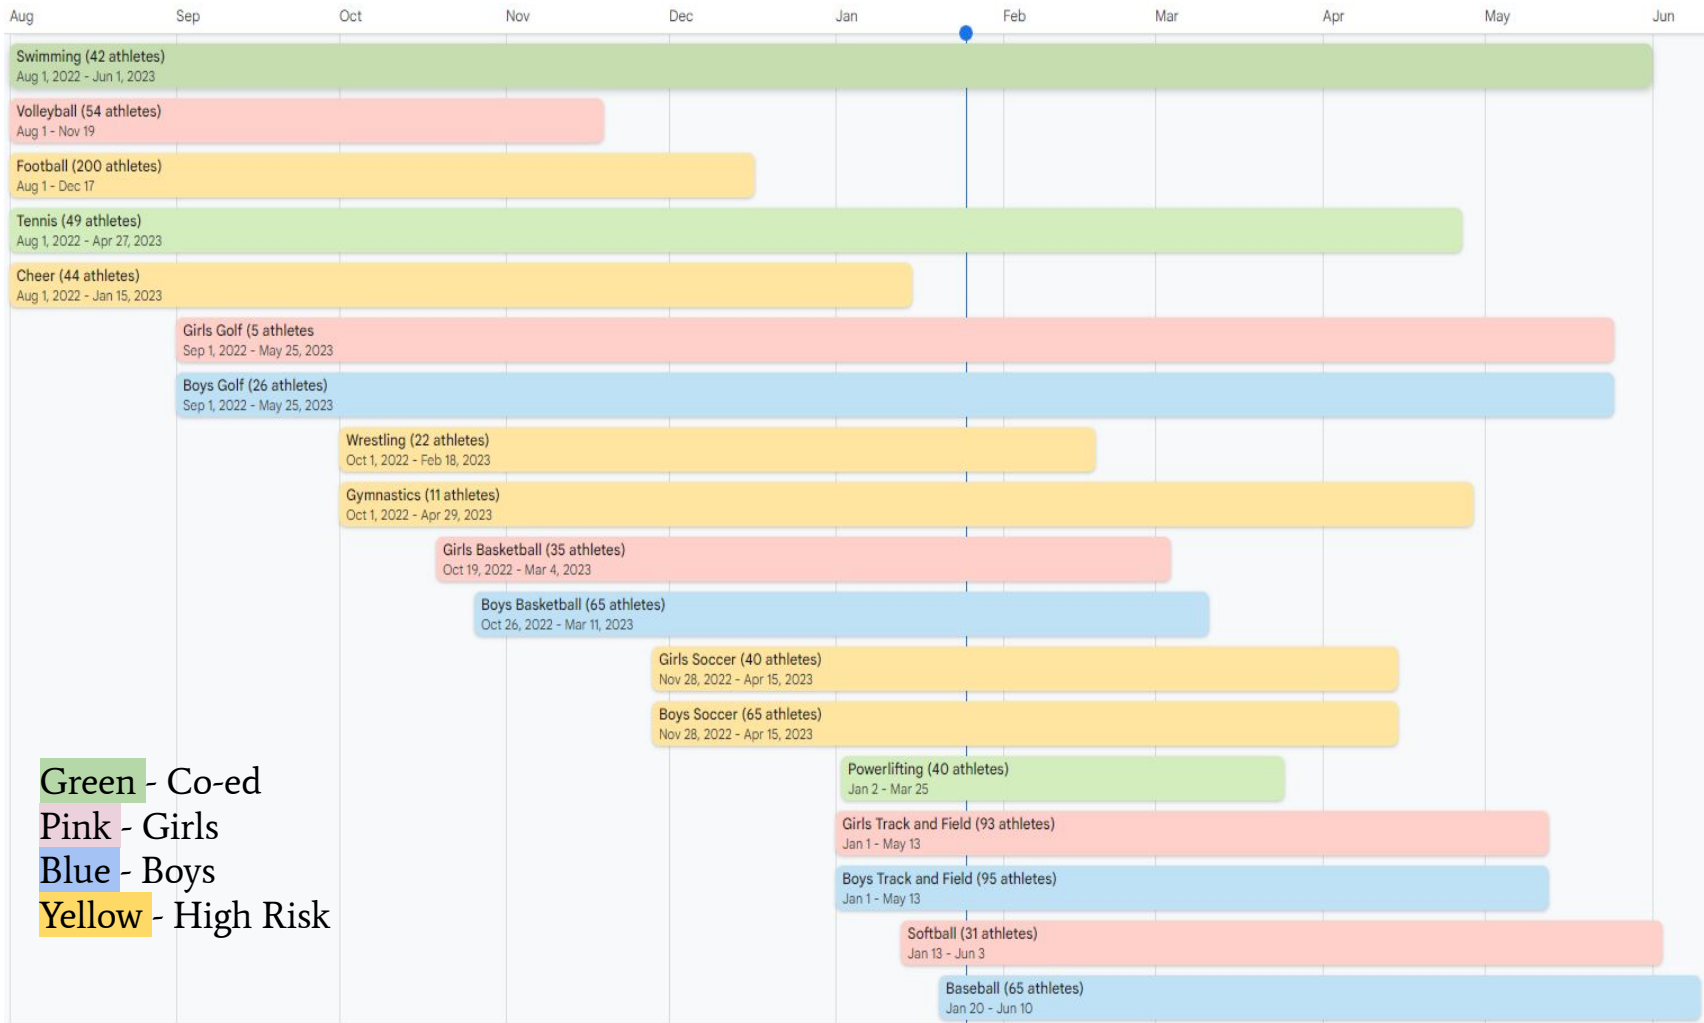 Aug Sep Oct Nov Dec Jan Feb Mar Apr May Jun
Swimming (42 athletes)
Aug 1, 2022 - Jun 1, 2023
Volleyball (54 athletes)
Aug 1 - Nov 19
Football (200 athletes)
Aug 1 - Dec 17
Tennis (49 athletes)
Aug 1, 2022 - Apr 27, 2023
Cheer (44 athletes)
Aug 1, 2022 - Jan 15, 2023
Girls Golf (5 athletes
Sep 1, 2022 - May 25, 2023
Boys Golf (26 athletes)
Sep 1, 2022 - May 25, 2023
Wrestling (22 athletes)
Oct 1, 2022 - Feb 18, 2023
Gymnastics (11 athletes)
Oct 1, 2022 - Apr 29, 2023
Girls Basketball (35 athletes)
Oct 19, 2022 - Mar 4, 2023
Boys Basketball (65 athletes)
Oct 26, 2022 - Mar 11, 2023
Girls Soccer (40 athletes)
Nov 28, 2022 - Apr 15, 2023
Boys Soccer (65 athletes)
Nov 28, 2022 - Apr 15, 2023
Powerlifting (40 athletes)
Jan 2 - Mar 25
Girls Track and Field (93 athletes)
Jan 1 - May 13
Boys Track and Field (95 athletes)
Jan 1 - May 13
Softball (31 athletes)
Jan 13 - Jun 3
Baseball (65 athletes)
Jan 20 - Jun 10
Green - Co-ed
Pink - Girls
Blue - Boys
Yellow - High Risk